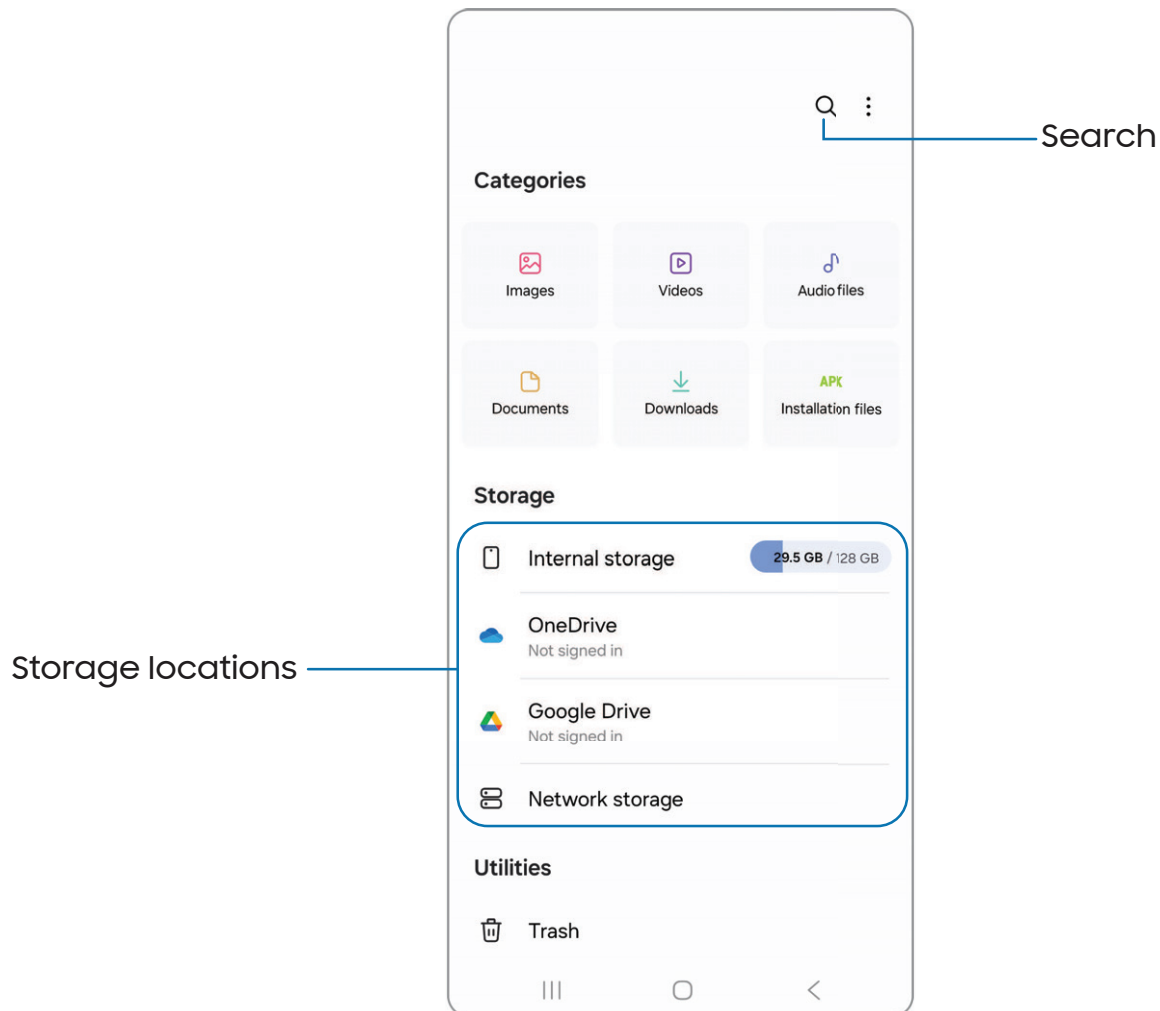 Search
Categories
Images
Videos
Audio files
Documents
Downloads
APK
Installation files
Storage
Internal storage
29.5 GB / 128 GB
OneDrive
Not signed in
Storage locations
Google Drive
Not signed in
Network storage
Utilities
Trash